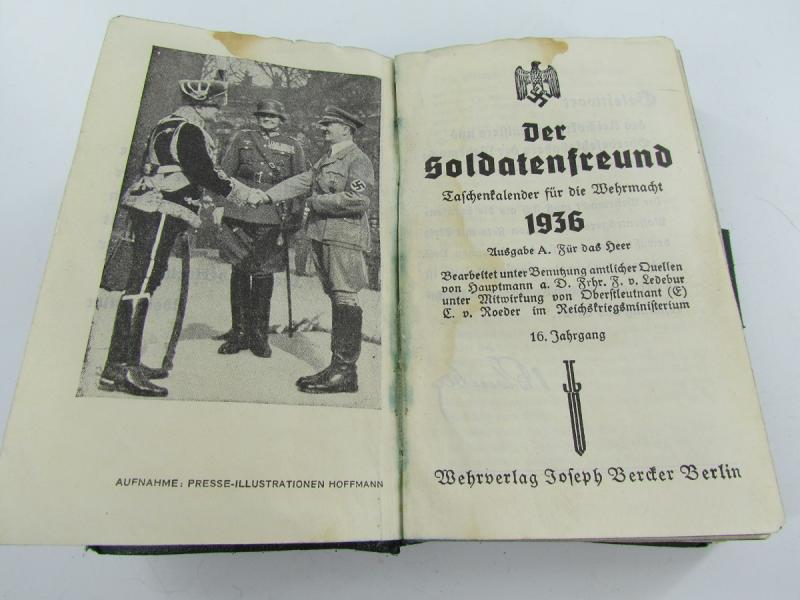 AUFNAHME: PRESSE-ILLUSTRATIONEN HOFFMANN
Der
Soldatenfreund
Taschenkalender für die Wehrmacht
1936
Ausgabe A. Für das Heer
Bearbeitet unter Benutzung amtlicher Quellen
von Hauptmann a. D. Frhr. F. v. Ledebur
unter Mitwirkung von Oberstleutnant (E)
C. v. Roeder im Reichskriegsministerium
16. Jahrgang
Wehrverlag Joseph Bercker Berlin